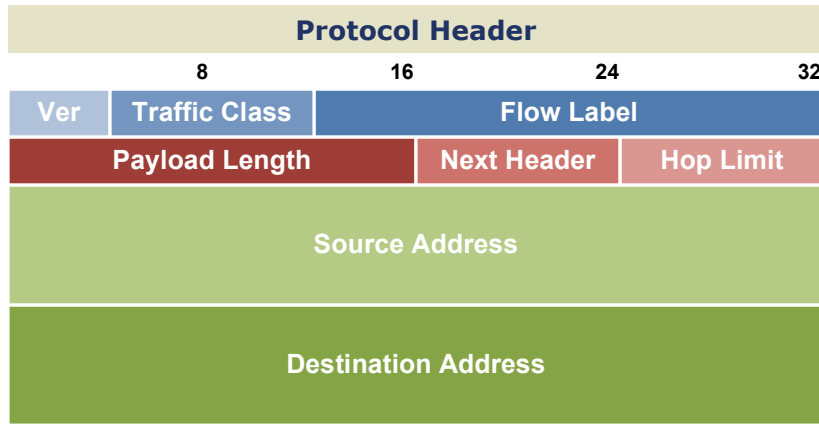 Protocol Header
8 16 24 32
Ver Traffic Class Flow Label
Payload Length Next Header Hop Limit
Source Address
Destination Address